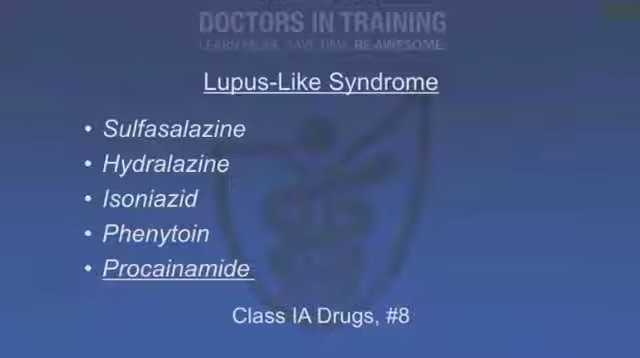 DOCTORS IN TRAINING
LEARN MORE. SAVE TIME. BE AWESOME.
Lupus-Like Syndrome
• Sulfasalazine
• Hydralazine
• Isoniazid
• Phenytoin
• Procainamide
Class IA Drugs, #8